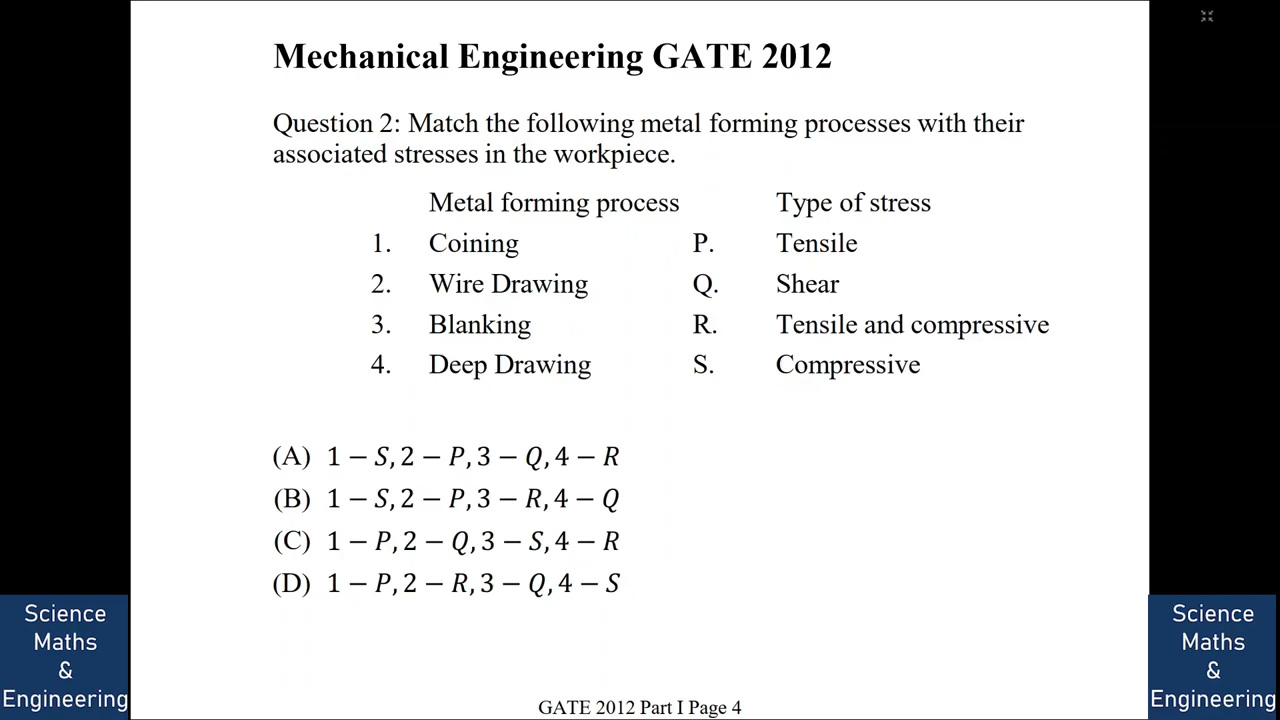 Mechanical Engineering GATE 2012
Question 2: Match the following metal forming processes with their
associated stresses in the workpiece.
Metal forming process Type of stress
1. Coining P. Tensile
2. Wire Drawing Q. Shear
3. Blanking R. Tensile and compressive
4. Deep Drawing S. Compressive
(A) 1 − S, 2 − P, 3 − Q, 4 − R
(B) 1 − S, 2 − P, 3 − R, 4 − Q
(C) 1 − P, 2 − Q, 3 − S, 4 − R
(D) 1 − P, 2 − R, 3 − Q, 4 − S
Science
Maths
&
Engineering
Science
Maths
&
Engineering
GATE 2012 Part I Page 4